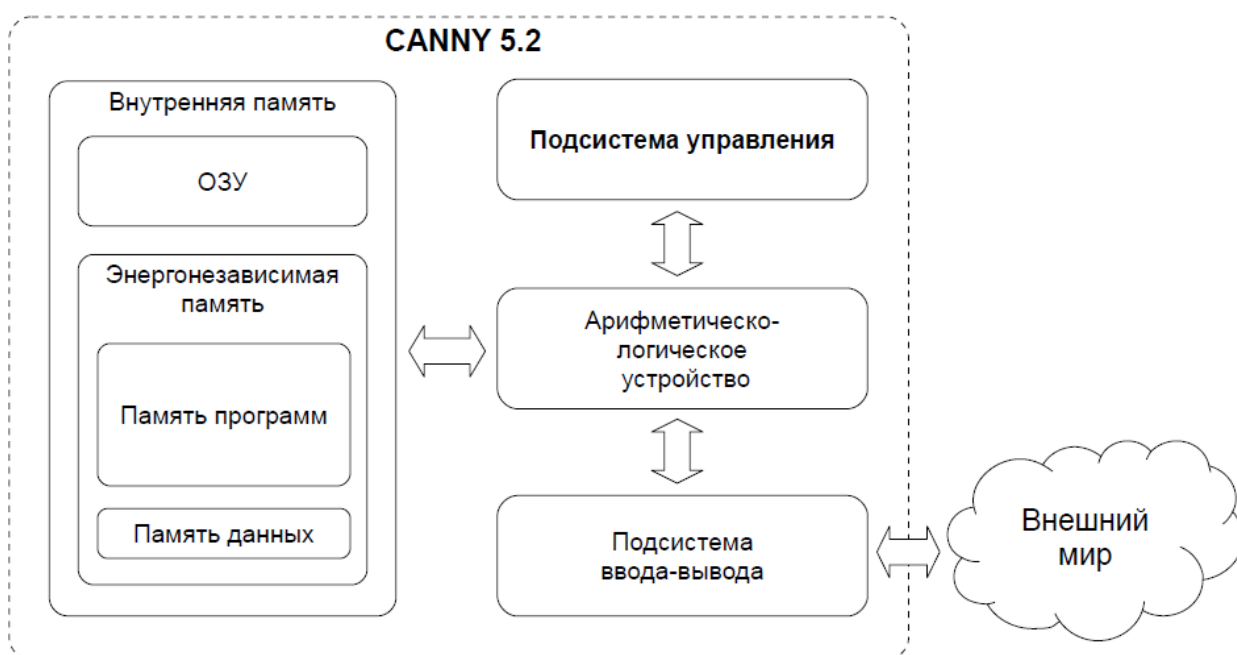 CANNY 5.2
Внутренняя память
ОЗУ
Энергонезависимая
память
Память программ
Память данных
Подсистема управления
Арифметическо-
логическое
устройство
Подсистема
ввода-вывода
Внешний
мир